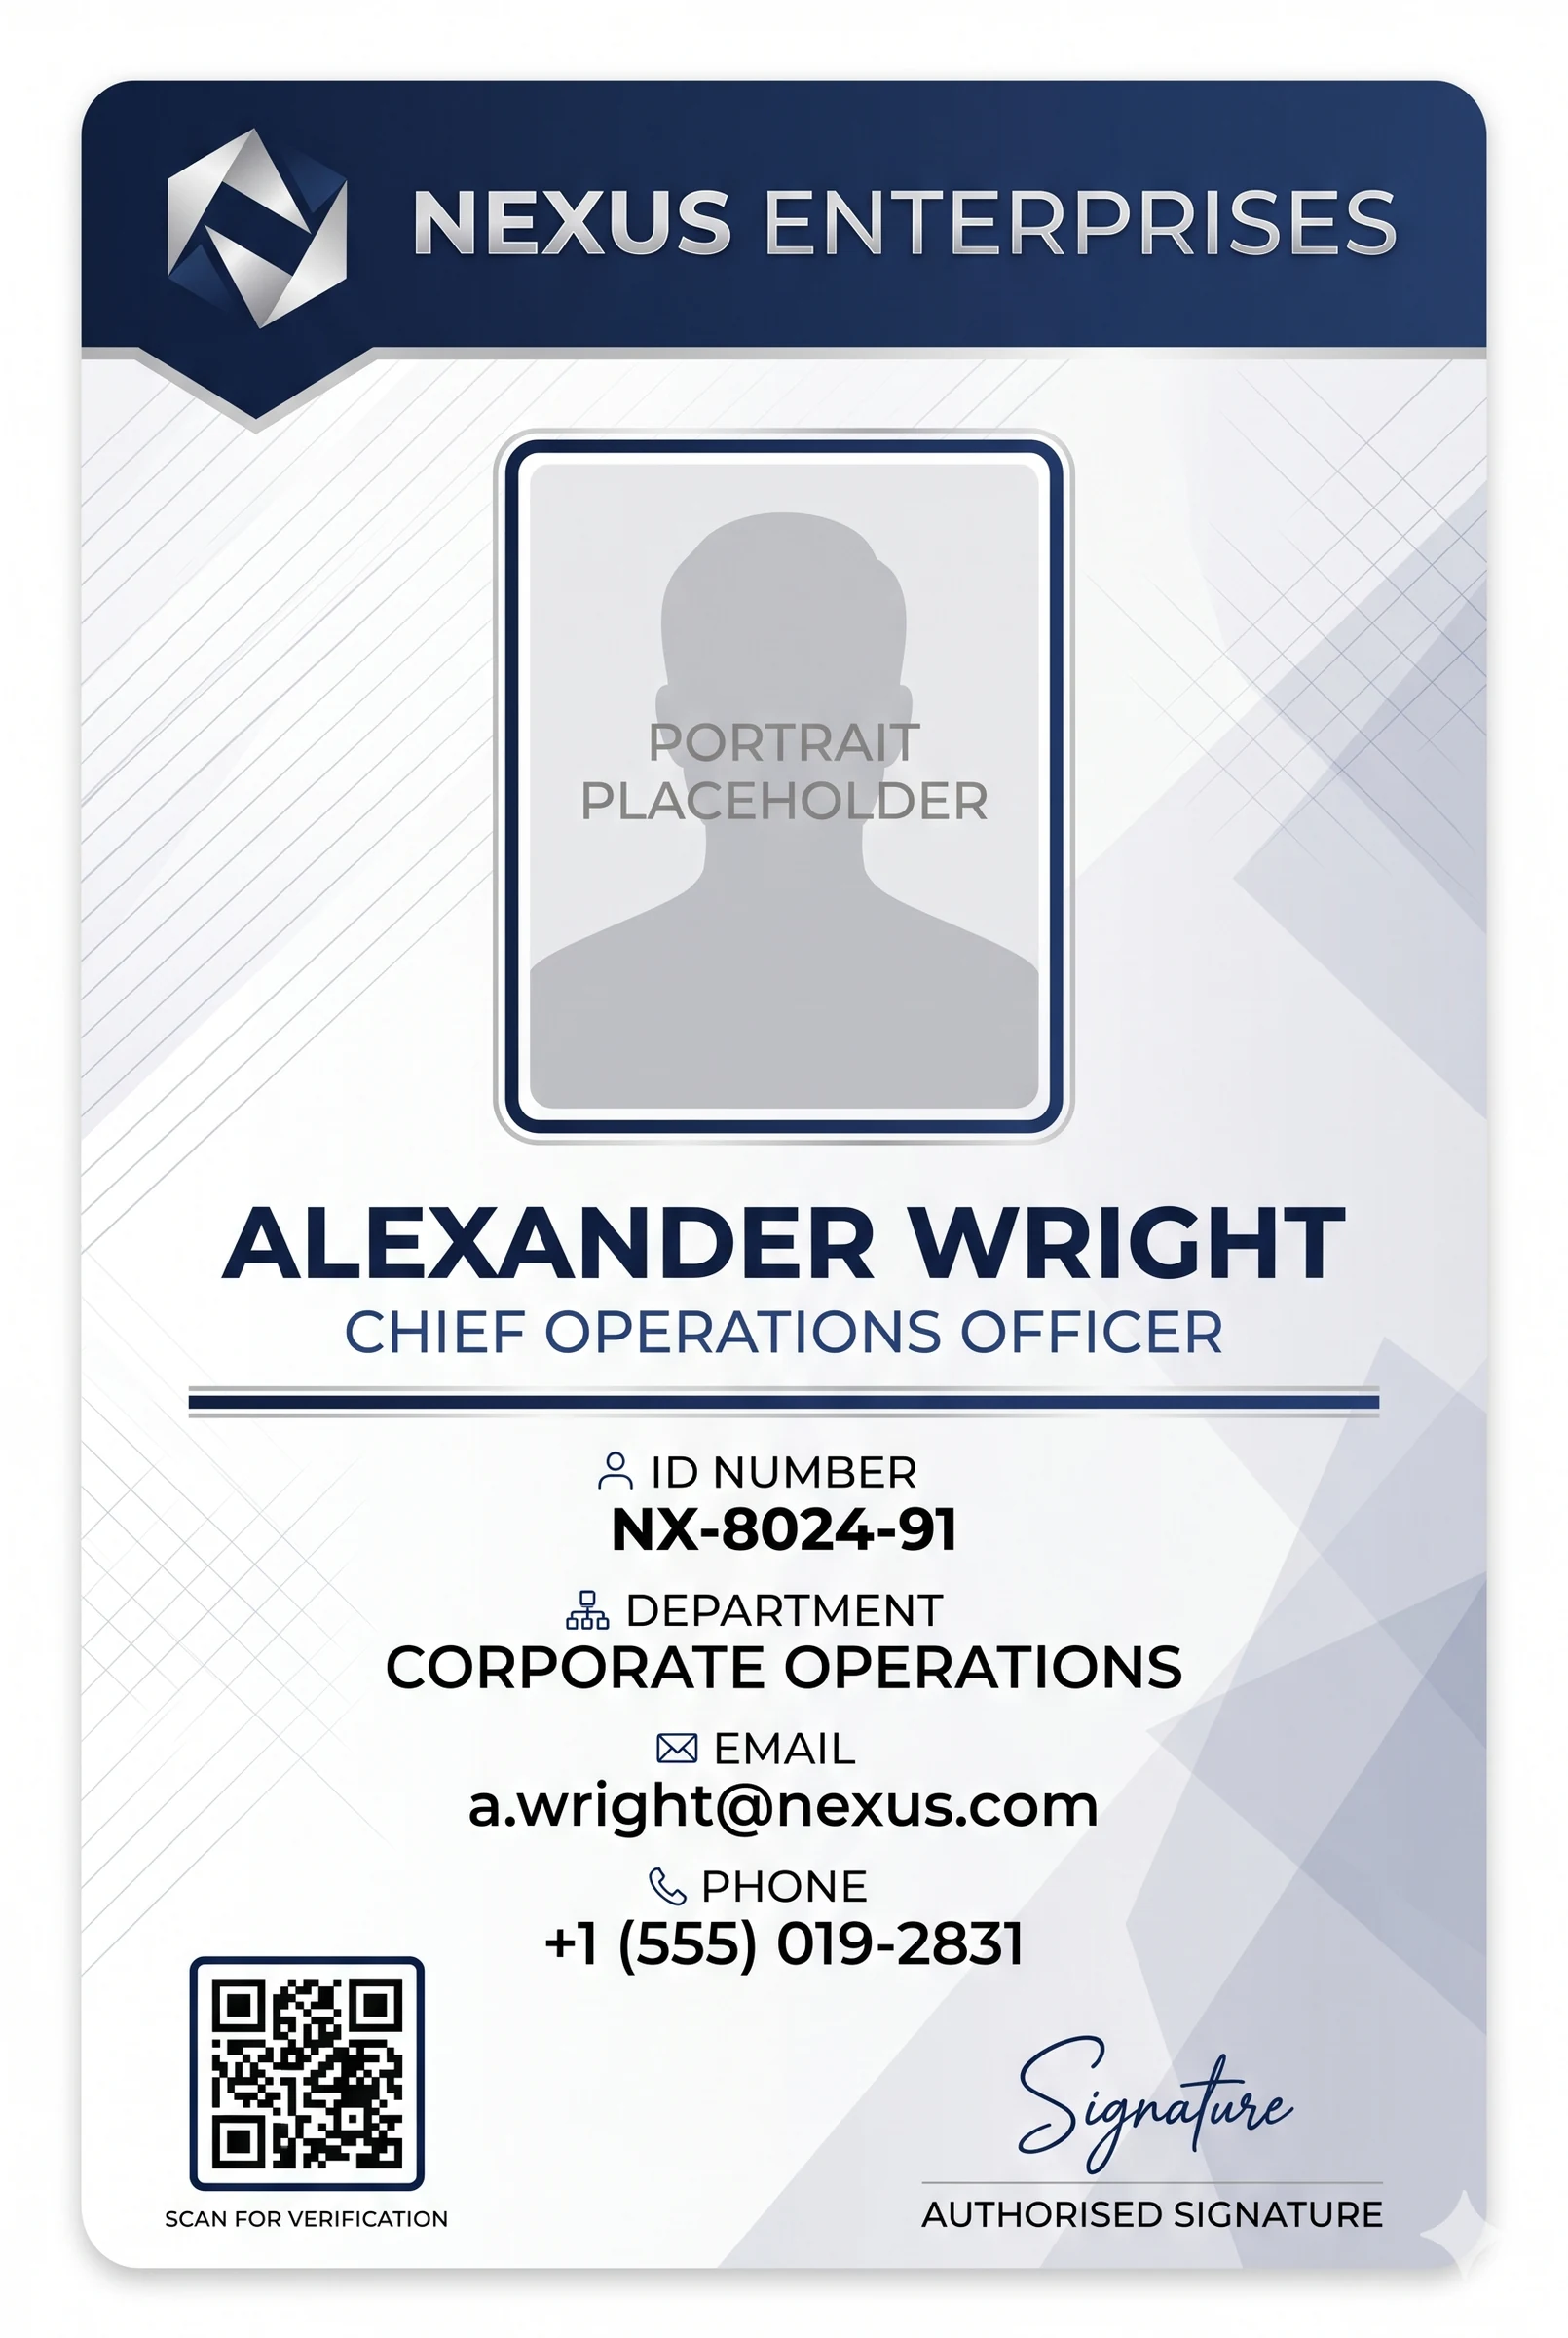 NEXUS ENTERPRISES
PORTRAIT
PLACEHOLDER
ALEXANDER WRIGHT
CHIEF OPERATIONS OFFICER
ID NUMBER
NX-8024-91
DEPARTMENT
CORPORATE OPERATIONS
EMAIL
a.wright@nexus.com
PHONE
+1 (555) 019-2831
SCAN FOR VERIFICATION
Signature
AUTHORISED SIGNATURE